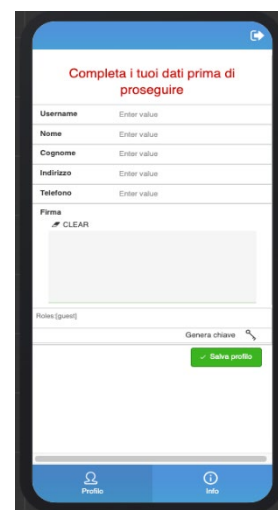 Completa i tuoi dati prima di
proseguire
Username Enter value
Nome Enter value
Cognome Enter value
Indirizzo Enter value
Telefono Enter value
Firma
CLEAR
Roles:[guest]
Genera chiave
Salva profilo
Profilo Info